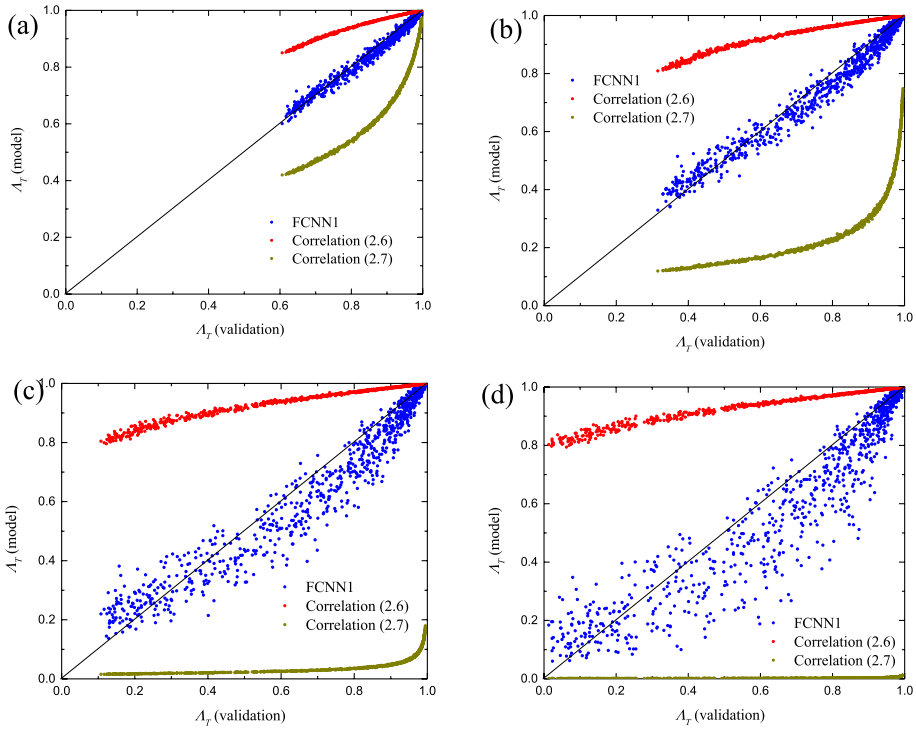 (a)
1.0
0.8
0.6
0.4
0.2
0.0
Λ_T (model)
FCNN1
Correlation (2.6)
Correlation (2.7)
0.0 0.2 0.4 0.6 0.8 1.0
Λ_T (validation)
(b)
1.0
0.8
0.6
0.4
0.2
0.0
Λ_T (model)
FCNN1
Correlation (2.6)
Correlation (2.7)
0.0 0.2 0.4 0.6 0.8 1.0
Λ_T (validation)
(c)
1.0
0.8
0.6
0.4
0.2
0.0
Λ_T (model)
FCNN1
Correlation (2.6)
Correlation (2.7)
0.0 0.2 0.4 0.6 0.8 1.0
Λ_T (validation)
(d)
1.0
0.8
0.6
0.4
0.2
0.0
Λ_T (model)
FCNN1
Correlation (2.6)
Correlation (2.7)
0.0 0.2 0.4 0.6 0.8 1.0
Λ_T (validation)